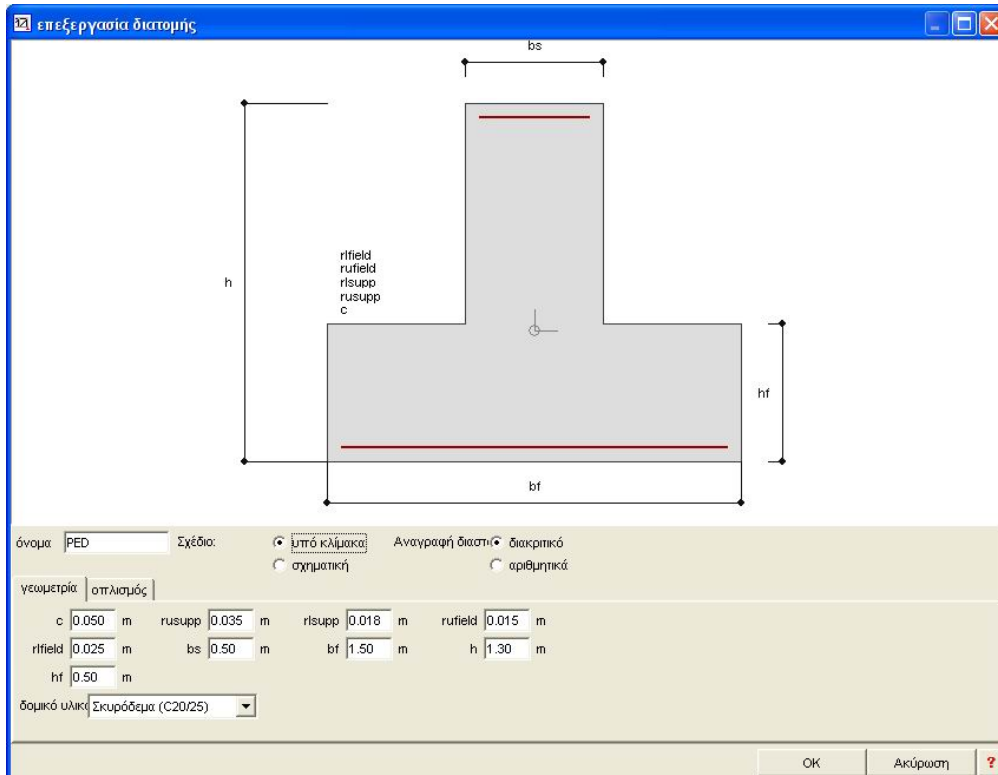 επεξεργασία διατομής
bs
h
rlfield
rufield
rlsupp
rusupp
c
hf
bf
όνομα PED Σχέδιο: υπό κλίμακα Αναγραφή διαστι διακριτικό
σχηματική αριθμητικά
γεωμετρία οπλισμός
c 0.050 m rusupp 0.035 m rlsupp 0.018 m rufield 0.015 m
rlfield 0.025 m bs 0.50 m bf 1.50 m h 1.30 m
hf 0.50 m
δομικό υλικό Σκυρόδεμα (C20/25)
OK Ακύρωση ?